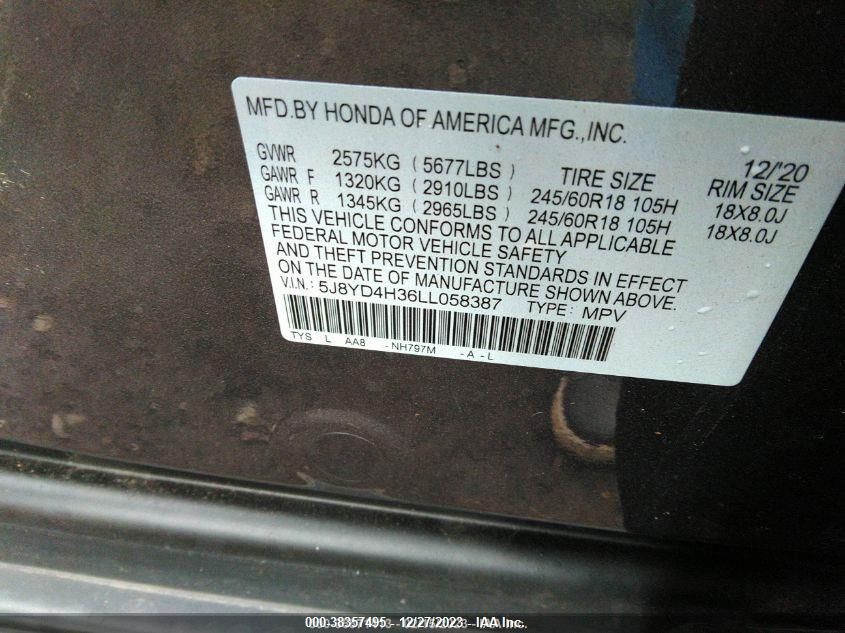 MFD.BY HONDA OF AMERICA MFG.,INC.
12/'20
GVWR 2575KG ( 5677LBS ) TIRE SIZE RIM SIZE
GAWR F 1320KG ( 2910LBS ) 245/60R18 105H 18X8.0J
GAWR R 1345KG ( 2965LBS ) 245/60R18 105H 18X8.0J
THIS VEHICLE CONFORMS TO ALL APPLICABLE
FEDERAL MOTOR VEHICLE SAFETY
AND THEFT PREVENTION STANDARDS IN EFFECT
ON THE DATE OF MANUFACTURE SHOWN ABOVE.
V.I.N.: 5J8YD4H36LL058387 TYPE: MPV
TYS L AA8 -NH797M -A-L
000-38357495 12/27/2023 IAA Inc.